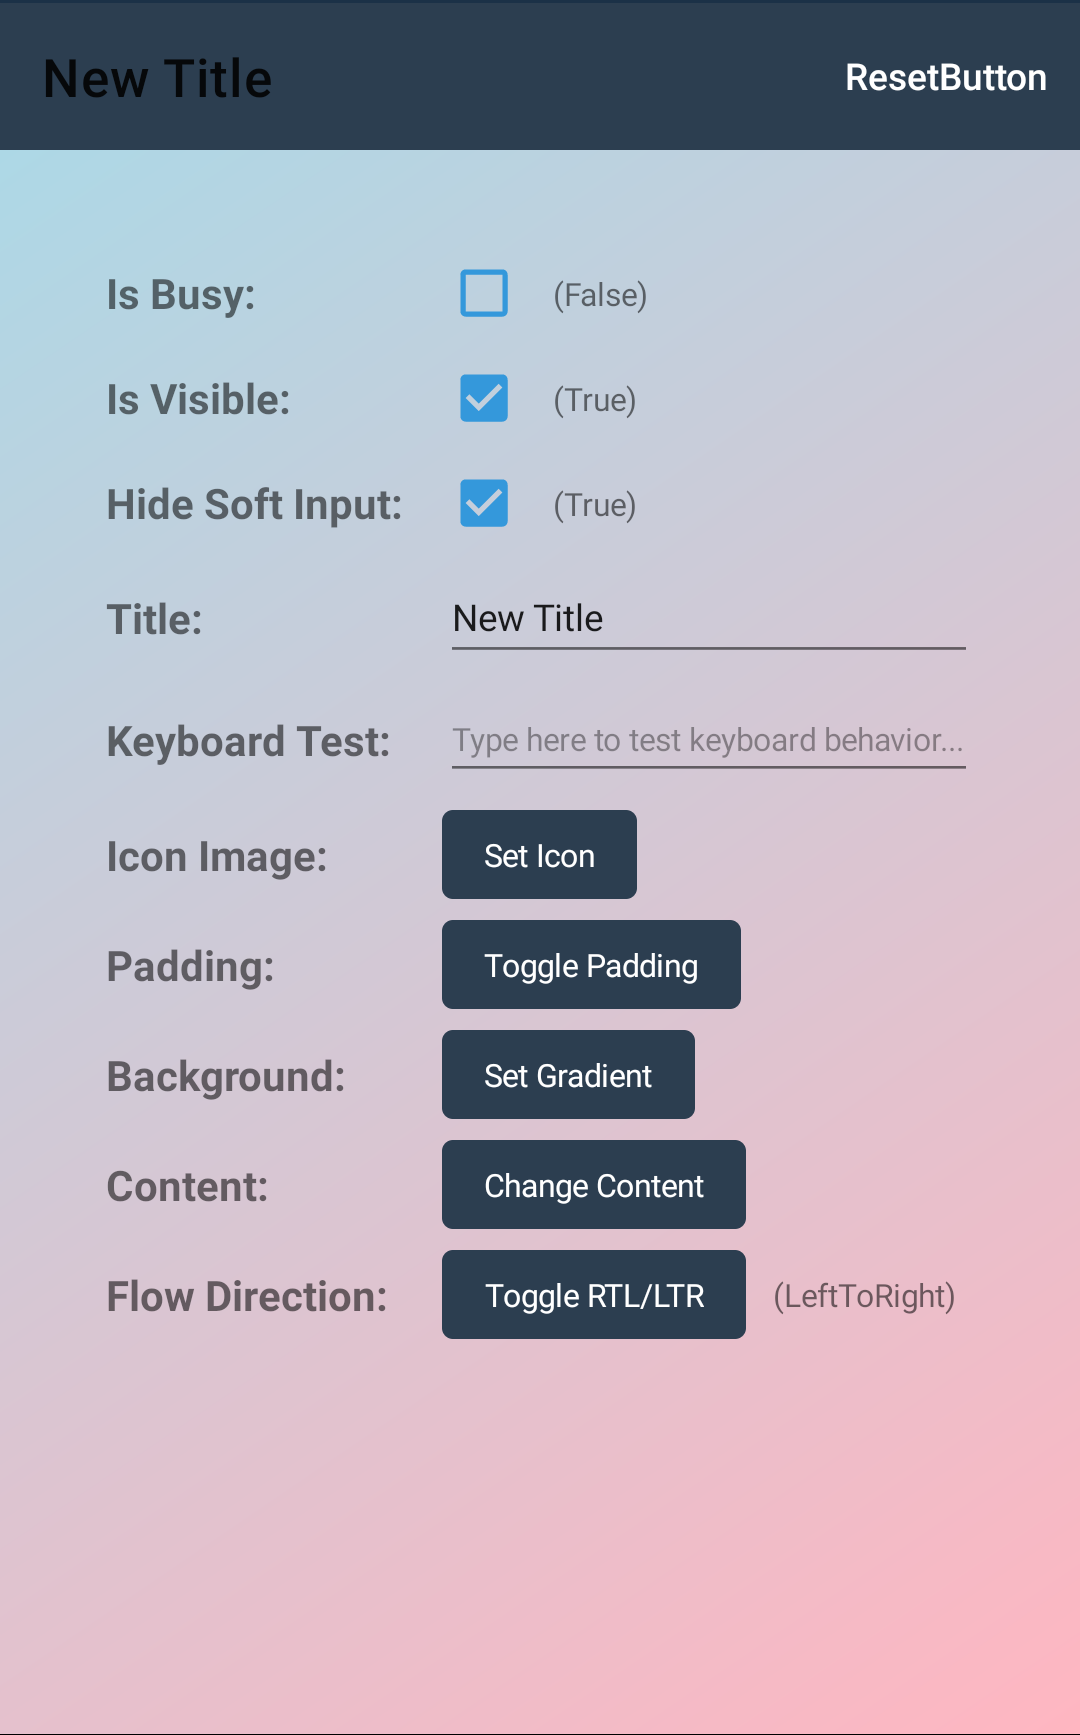 New Title
ResetButton
Is Busy:
(False)
Is Visible:
(True)
Hide Soft Input:
(True)
Title:
New Title
Keyboard Test:
Type here to test keyboard behavior...
Icon Image:
Set Icon
Padding:
Toggle Padding
Background:
Set Gradient
Content:
Change Content
Flow Direction:
Toggle RTL/LTR
(LeftToRight)